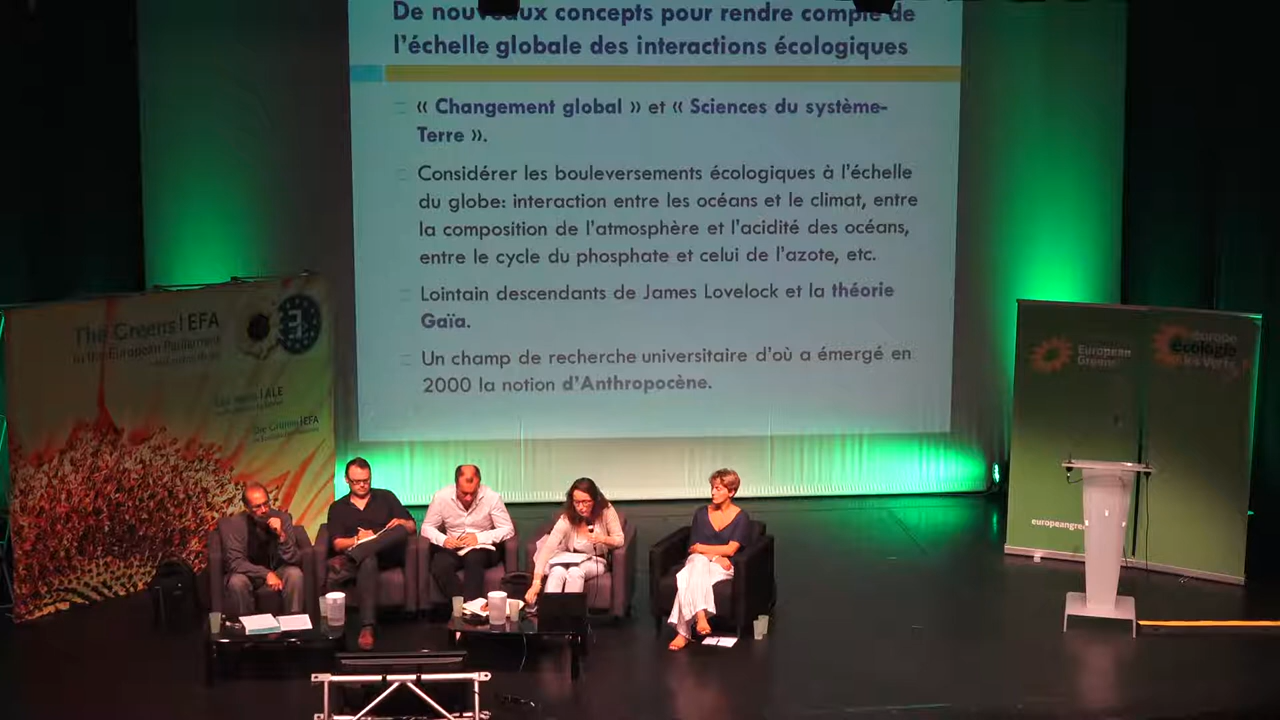 De nouveaux concepts pour rendre compte de
l'échelle globale des interactions écologiques
« Changement global » et « Sciences du système-
Terre ».
Considérer les bouleversements écologiques à l'échelle
du globe: interaction entre les océans et le climat, entre
la composition de l'atmosphère et l'acidité des océans,
entre le cycle du phosphate et celui de l'azote, etc.
Lointain descendants de James Lovelock et la théorie
Gaïa.
Un champ de recherche universitaire d'où a émergé en
2000 la notion d'Anthropocène.
The Greens | EFA
in the European Parliament
ALE
Die Grünen | EFA
European
Greens
europe
écologie
les Verts
europeangre